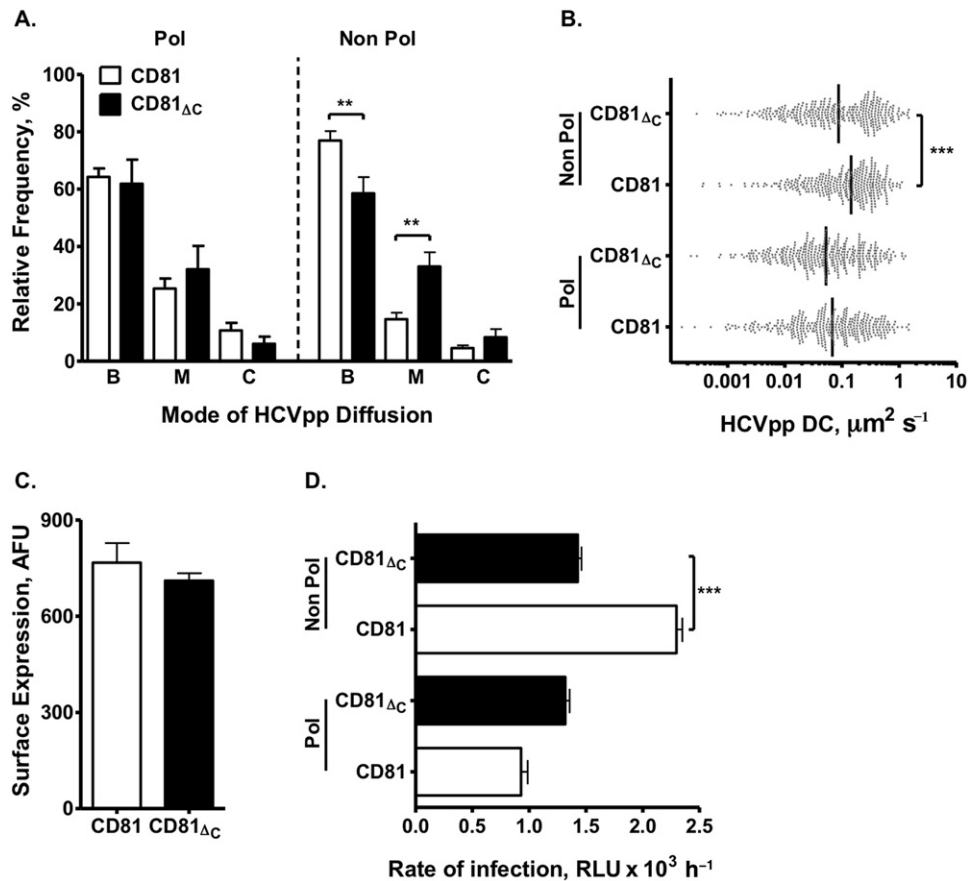 A.
Pol Non Pol
CD81
CD81ΔC
**
**
100
80
60
40
20
0
Relative Frequency, %
B M C B M C
Mode of HCVpp Diffusion
B.
Non Pol
CD81ΔC
CD81
***
Pol
CD81ΔC
CD81
0.001 0.01 0.1 1 10
HCVpp DC, μm² s⁻¹
C.
900
600
300
0
Surface Expression, AFU
CD81 CD81ΔC
D.
Non Pol
CD81ΔC
CD81
***
Pol
CD81ΔC
CD81
0.0 0.5 1.0 1.5 2.0 2.5
Rate of infection, RLU x 10³ h⁻¹